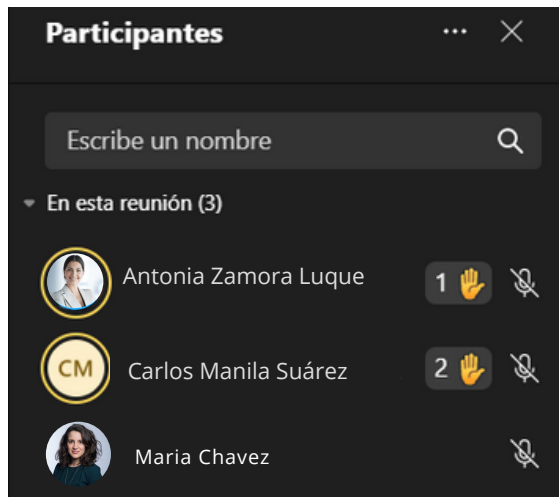 Participantes
Escribe un nombre
En esta reunión (3)
Antonia Zamora Luque 1
CM Carlos Manila Suárez 2
Maria Chavez